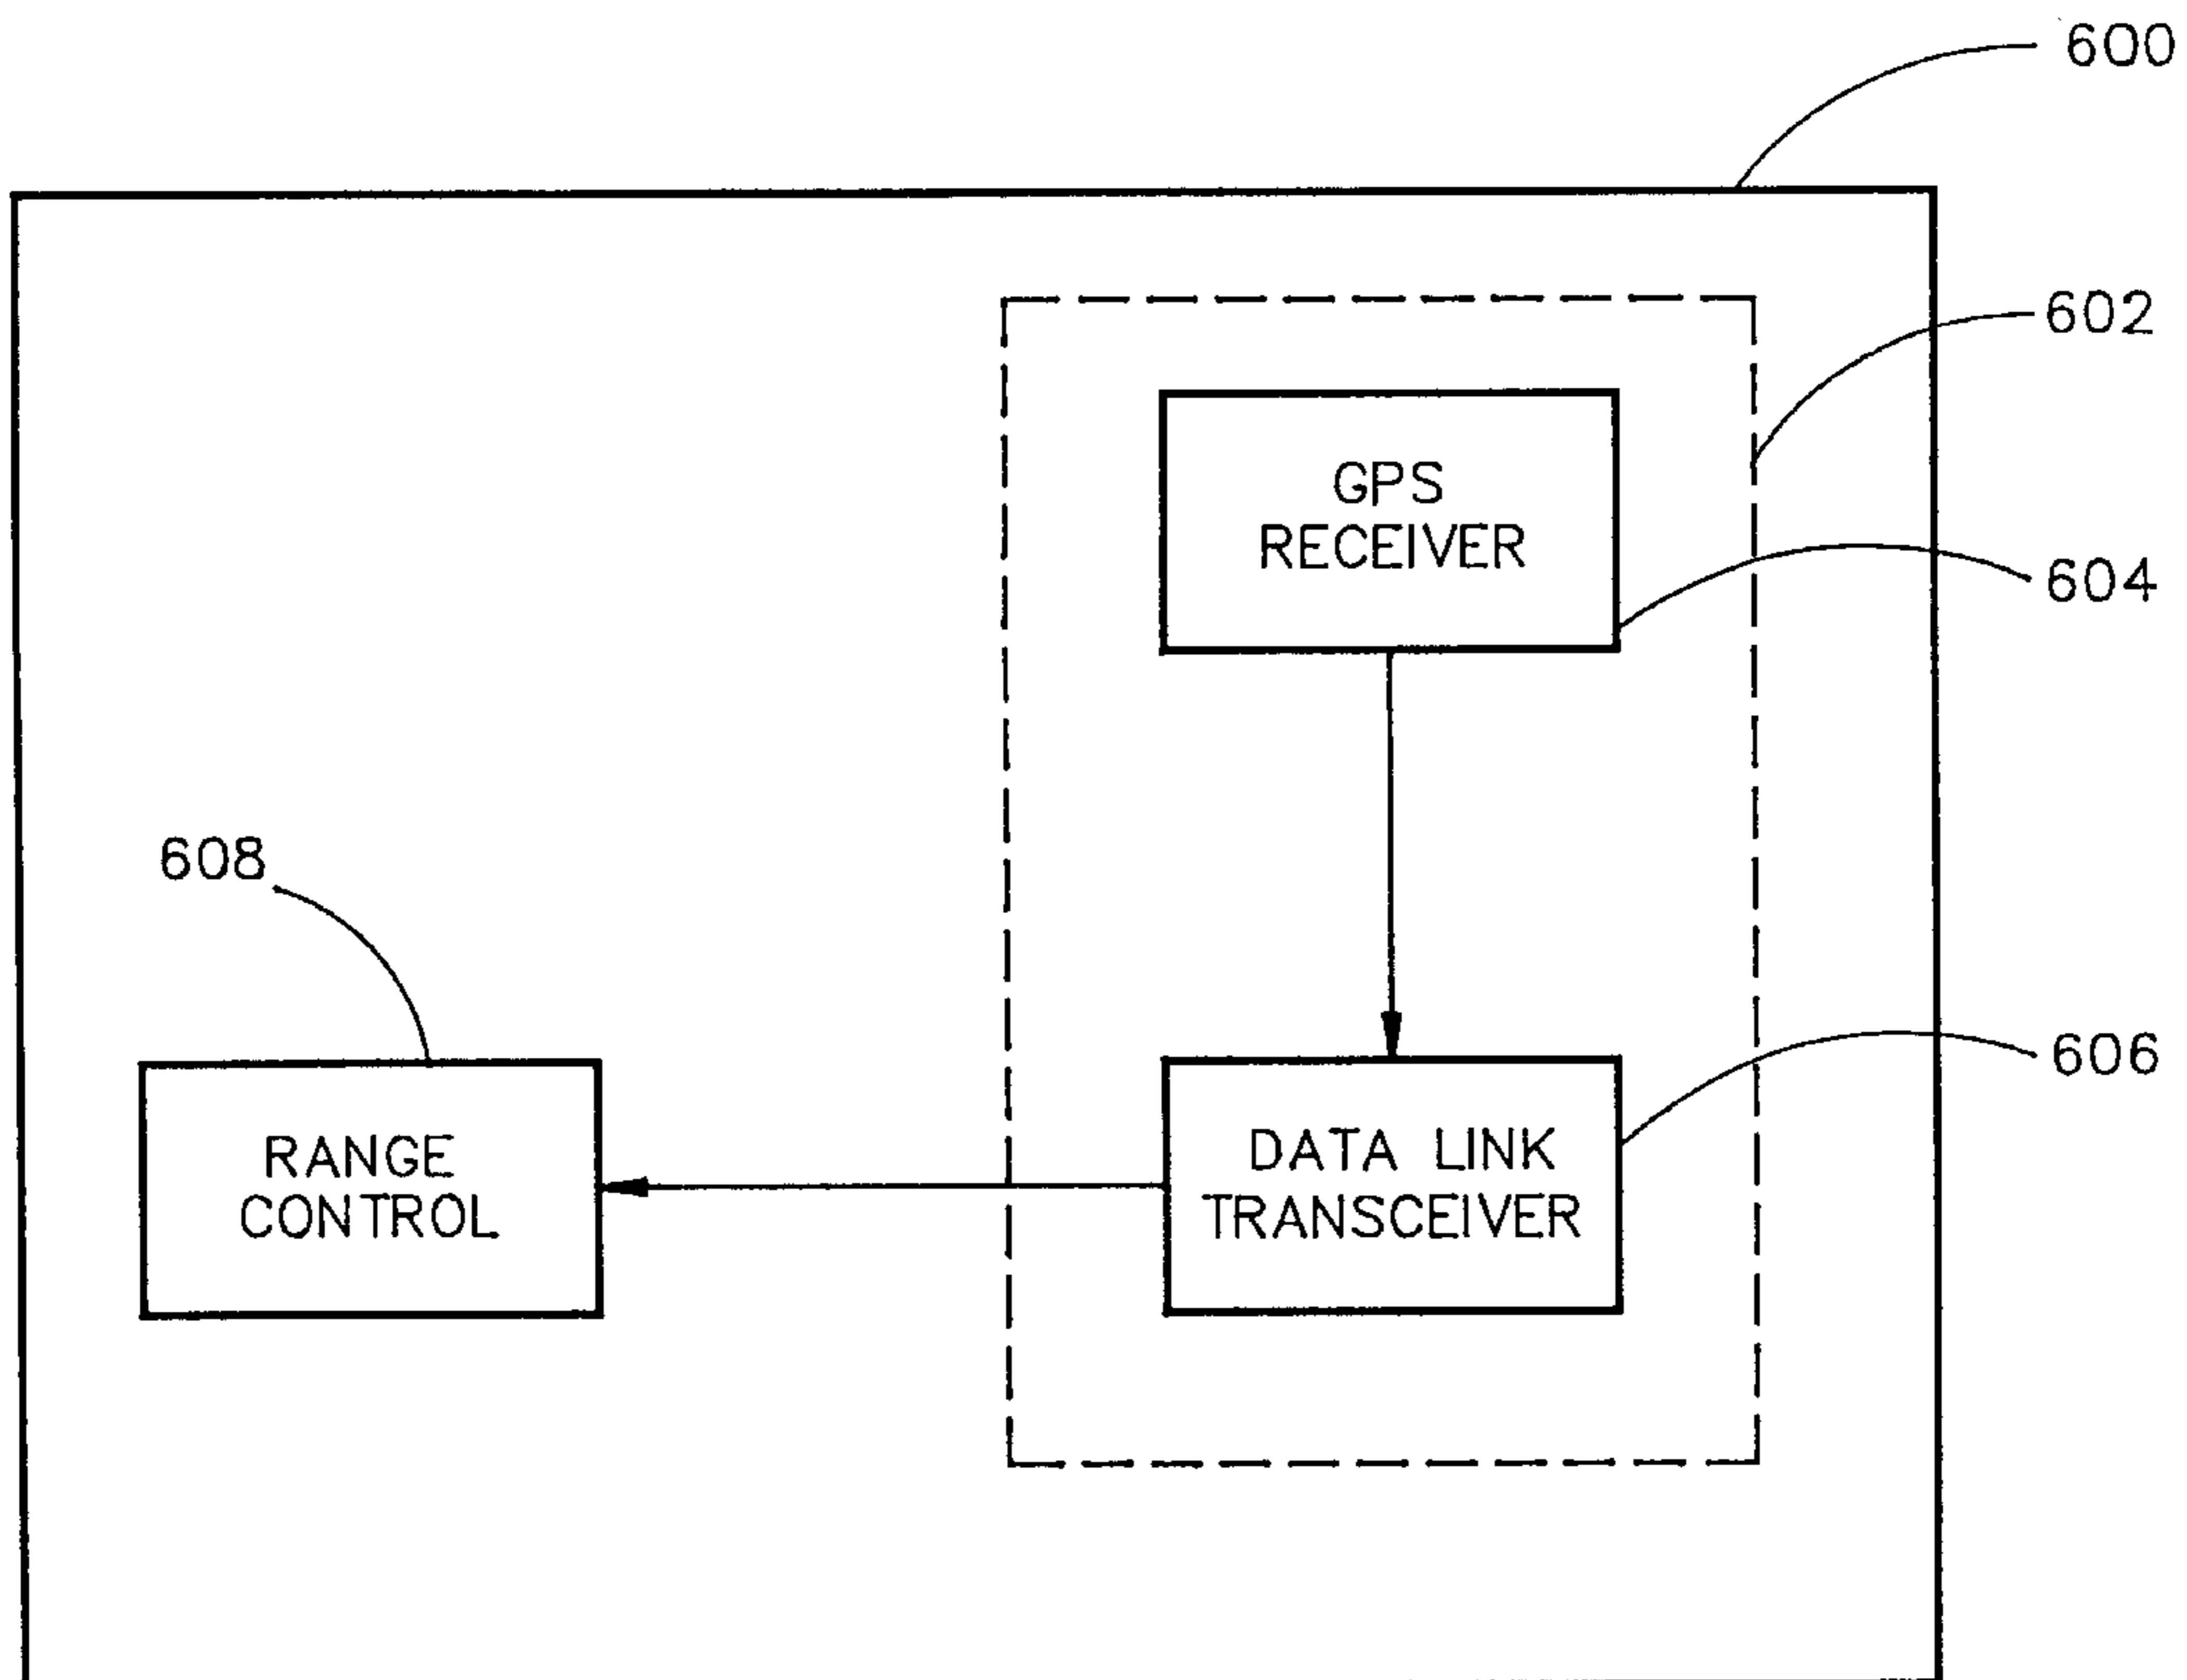 600
602
GPS
RECEIVER
604
608
606
RANGE
CONTROL
DATA LINK
TRANSCEIVER